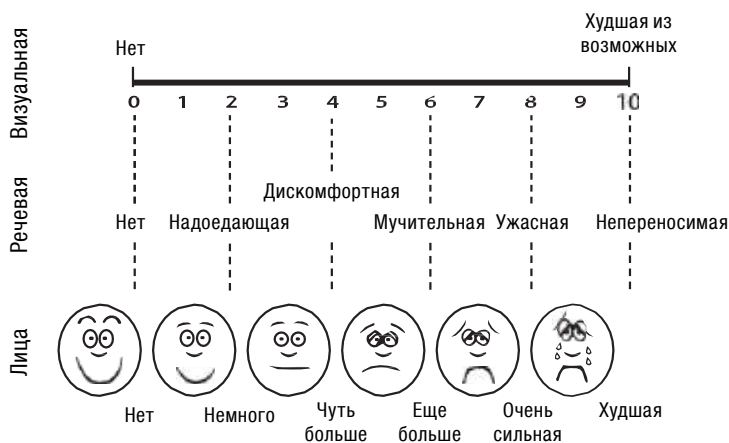 Визуальная
Нет
Худшая из
возможных
0 1 2 3 4 5 6 7 8 9 10
Речевая
Дискомфортная
Нет Надоедающая Мучительная Ужасная Непереносимая
Лица
Нет Немного Чуть Еще Очень Худшая
больше больше сильная